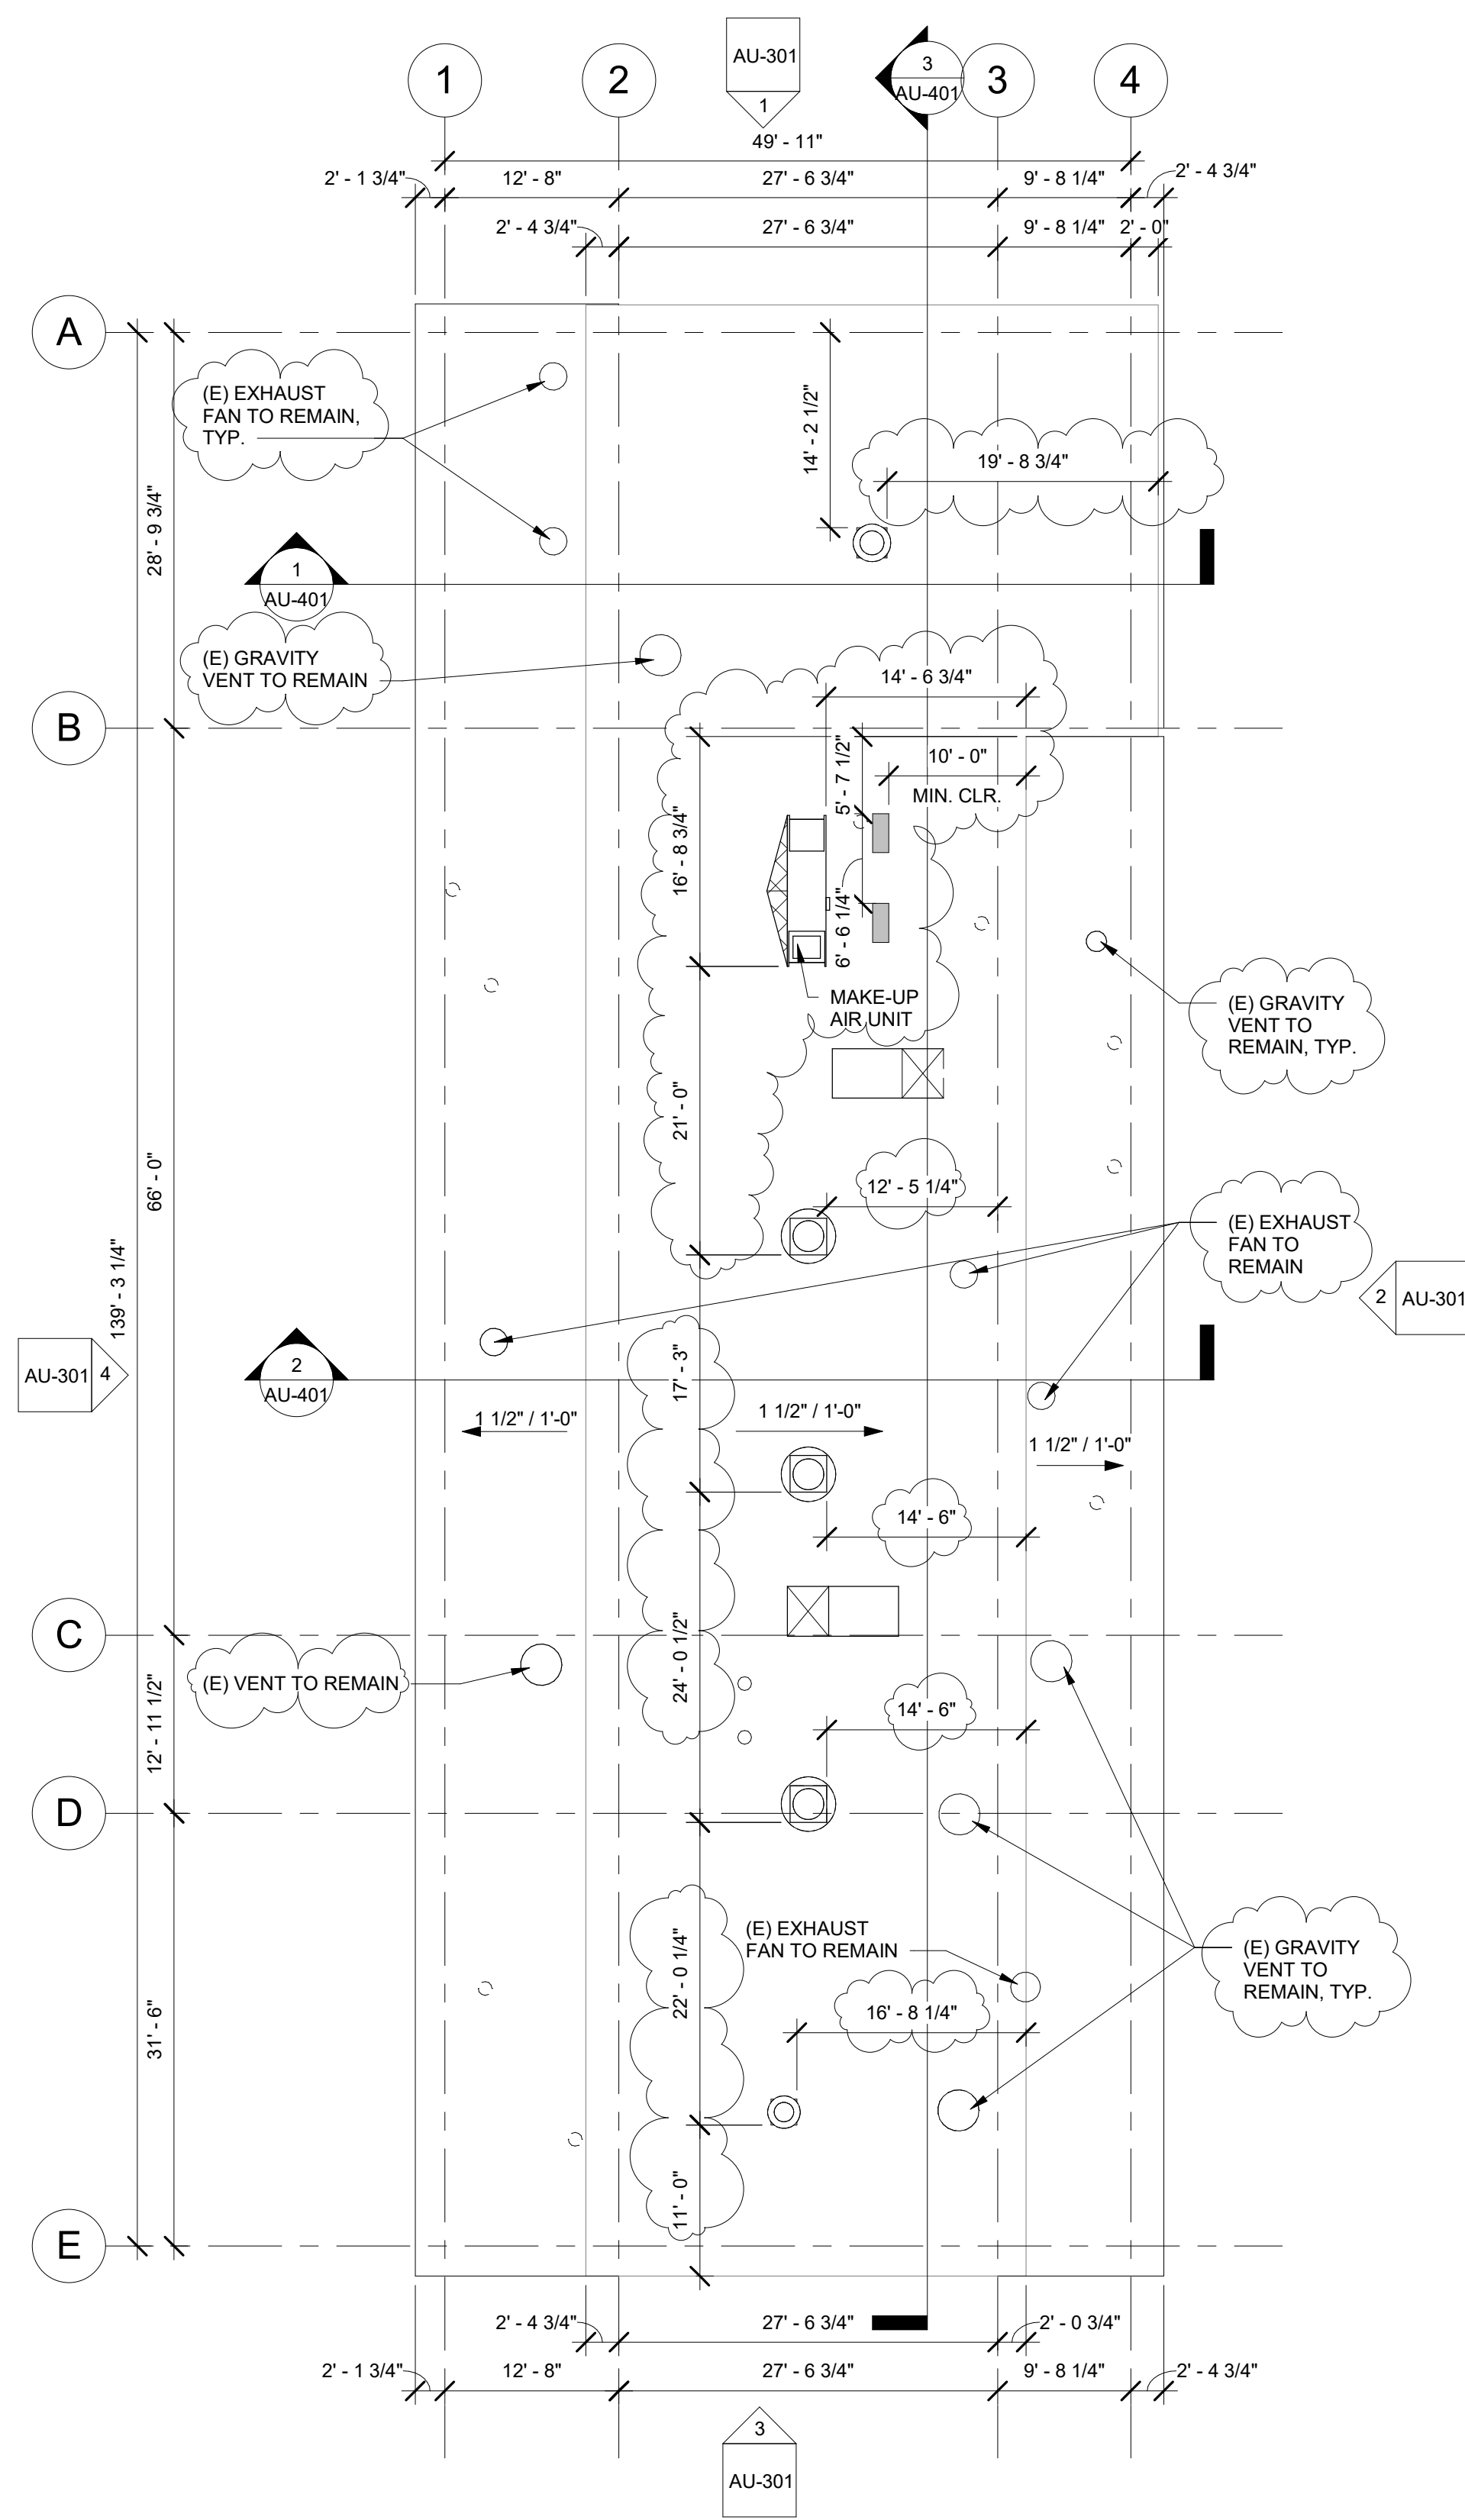 AU-301
1
3
AU-401
1
2
3
4
49' - 11"
2' - 1 3/4"
12' - 8"
27' - 6 3/4"
9' - 8 1/4"
2' - 4 3/4"
2' - 4 3/4"
27' - 6 3/4"
9' - 8 1/4"
2' - 0"
A
(E) EXHAUST
FAN TO REMAIN,
TYP.
14' - 2 1/2"
19' - 8 3/4"
28' - 9 3/4"
1
AU-401
(E) GRAVITY
VENT TO REMAIN
14' - 6 3/4"
B
5' - 7 1/2"
10' - 0"
MIN. CLR.
16' - 8 3/4"
6' - 6 1/4"
MAKE-UP
AIR UNIT
(E) GRAVITY
VENT TO
REMAIN, TYP.
21' - 0"
66' - 0"
12' - 5 1/4"
(E) EXHAUST
FAN TO
REMAIN
139' - 3 1/4"
2
AU-301
AU-301
4
2
AU-401
17' - 3"
1 1/2" / 1'-0"
1 1/2" / 1'-0"
1 1/2" / 1'-0"
14' - 6"
C
24' - 0 1/2"
(E) VENT TO REMAIN
12' - 11 1/2"
14' - 6"
D
(E) EXHAUST
FAN TO REMAIN
(E) GRAVITY
VENT TO
REMAIN, TYP.
22' - 0 1/4"
16' - 8 1/4"
31' - 6"
11' - 0"
E
2' - 4 3/4"
27' - 6 3/4"
2' - 0 3/4"
2' - 1 3/4"
12' - 8"
27' - 6 3/4"
9' - 8 1/4"
2' - 4 3/4"
3
AU-301